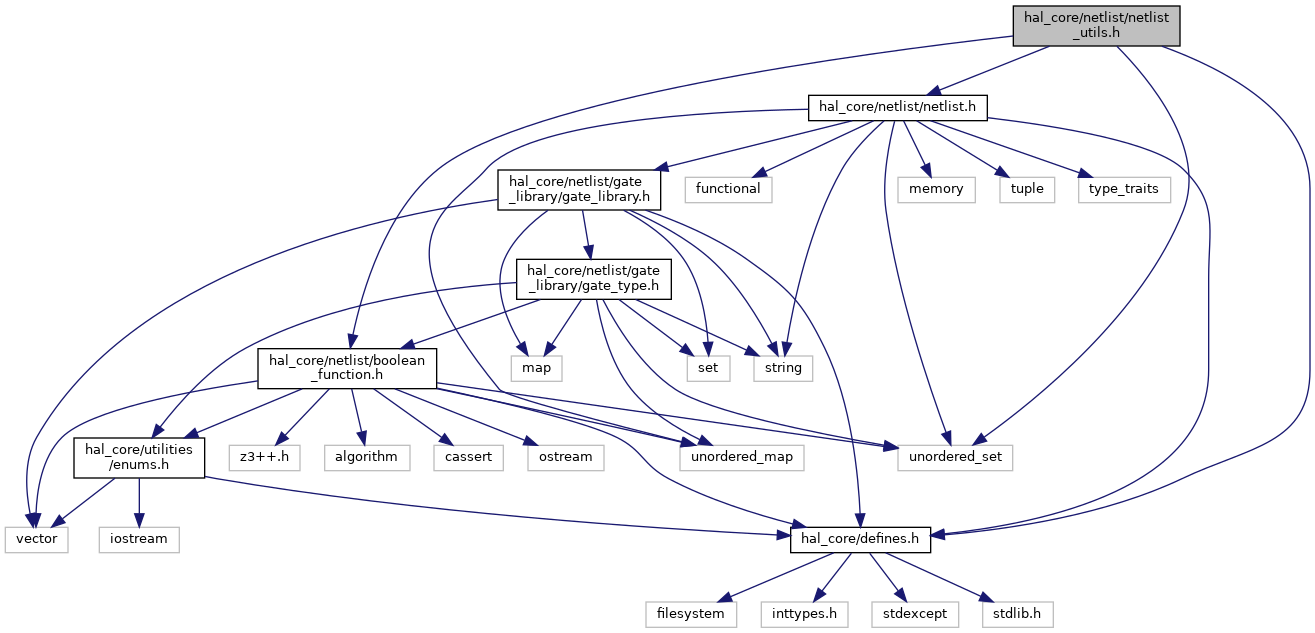 hal_core/netlist/netlist
_utils.h
hal_core/netlist/netlist.h
hal_core/netlist/gate
_library/gate_library.h
functional
memory
tuple
type_traits
hal_core/netlist/gate
_library/gate_type.h
hal_core/netlist/boolean
_function.h
map
set
string
hal_core/utilities
/enums.h
z3++.h
algorithm
cassert
ostream
unordered_map
unordered_set
vector
iostream
hal_core/defines.h
filesystem
inttypes.h
stdexcept
stdlib.h